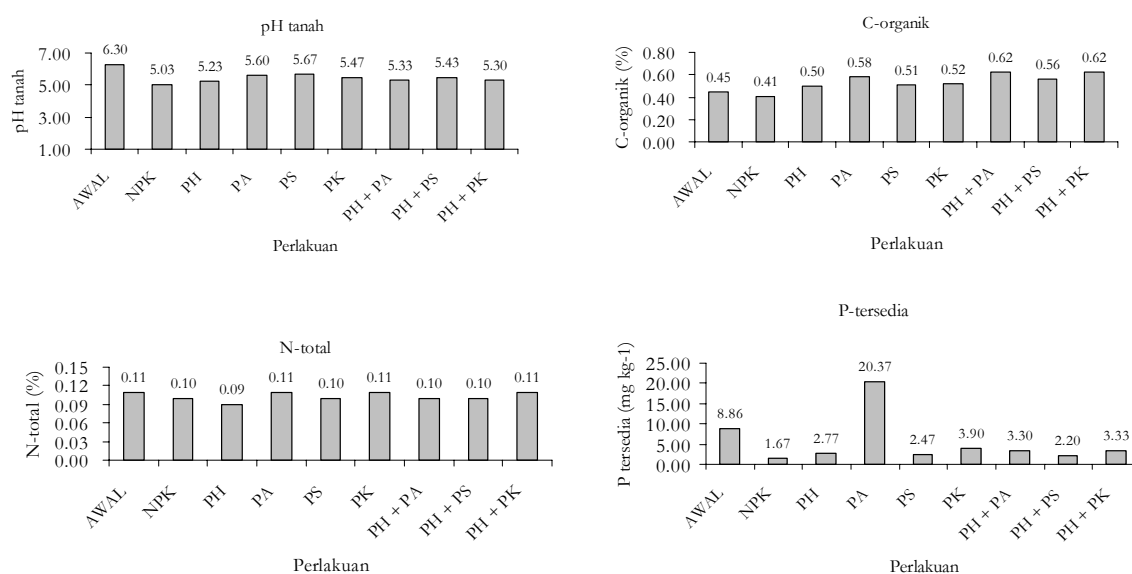 pH tanah
pH tanah
7.00
5.00
3.00
1.00
6.30
5.03
5.23
5.60
5.67
5.47
5.33
5.43
5.30
AWAL
NPK
PH
PA
PS
PK
PH + PA
PH + PS
PH + PK
Perlakuan
C-organik
C-organik (%)
0.80
0.60
0.40
0.20
0.00
0.45
0.41
0.50
0.58
0.51
0.52
0.62
0.56
0.62
AWAL
NPK
PH
PA
PS
PK
PH + PA
PH + PS
PH + PK
Perlakuan
N-total
N-total (%)
0.15
0.12
0.09
0.06
0.03
0.00
0.11
0.10
0.09
0.11
0.10
0.11
0.10
0.10
0.11
AWAL
NPK
PH
PA
PS
PK
PH + PA
PH + PS
PH + PK
Perlakuan
P-tersedia
P tersedia (mg kg-1)
25.00
20.00
15.00
10.00
5.00
0.00
8.86
1.67
2.77
20.37
2.47
3.90
3.30
2.20
3.33
AWAL
NPK
PH
PA
PS
PK
PH + PA
PH + PS
PH + PK
Perlakuan